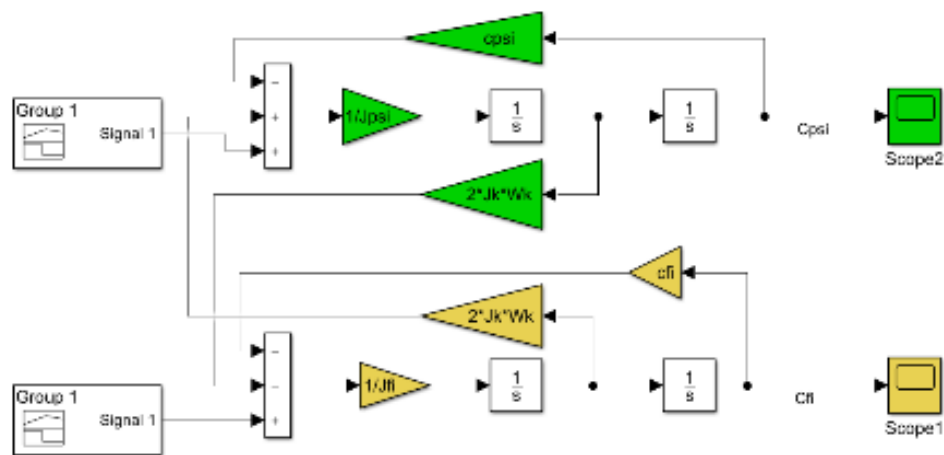 cpsi
−
+
+
Group 1
Signal 1
1/Jpsi
1
s
1
s
Cpsi
Scope2
2*Jk*Wk
cfi
2*Jk*Wk
−
−
+
Group 1
Signal 1
1/Jfi
1
s
1
s
Cfi
Scope1